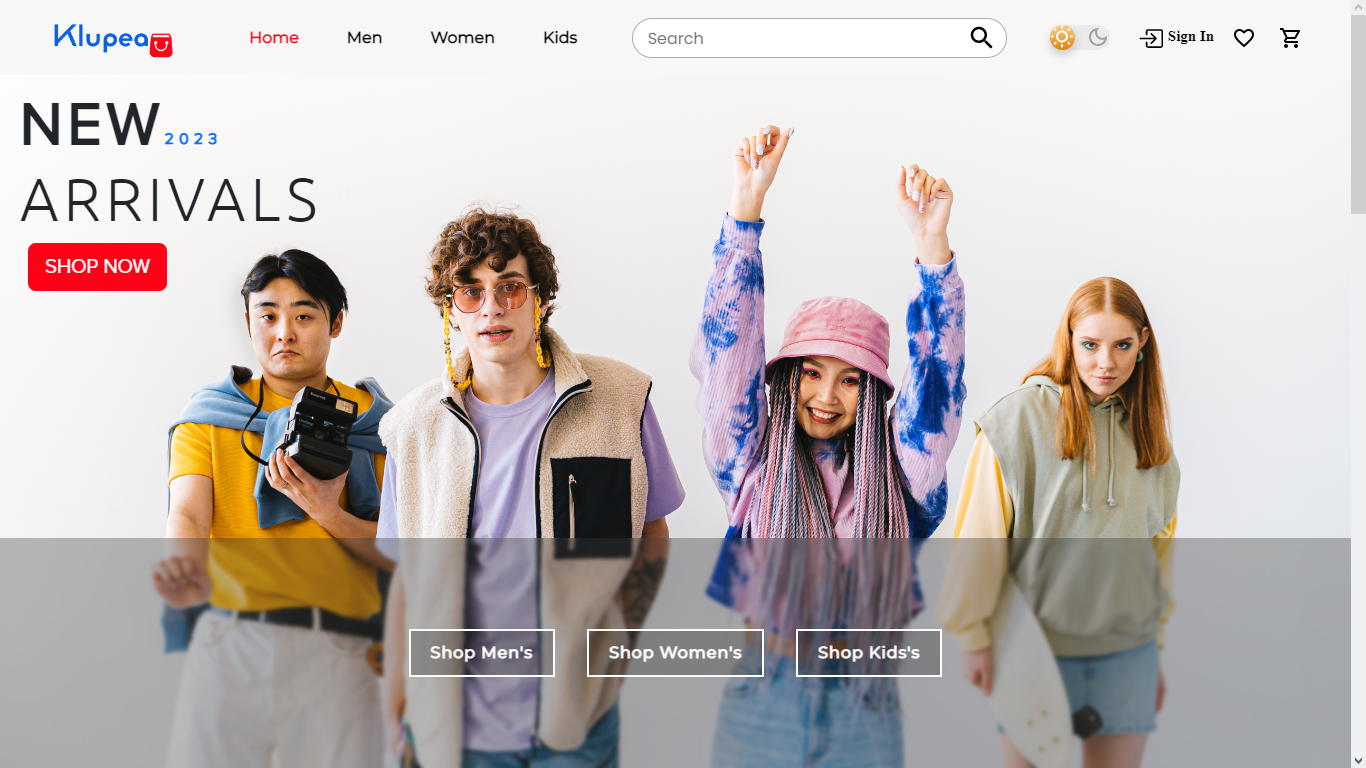 Klupea
Home
Men
Women
Kids
Search
Sign In
NEW 2023
ARRIVALS
SHOP NOW
Shop Men's
Shop Women's
Shop Kids's